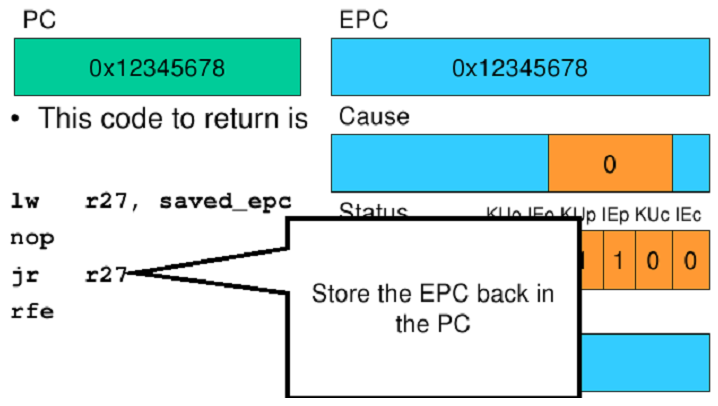 PC
EPC
0x12345678
0x12345678
• This code to return is
Cause
0
lw r27, saved_epc
Status
KUo IEo KUp IEp KUc IEc
nop
1 0 0
jr r27
Store the EPC back in
the PC
rfe